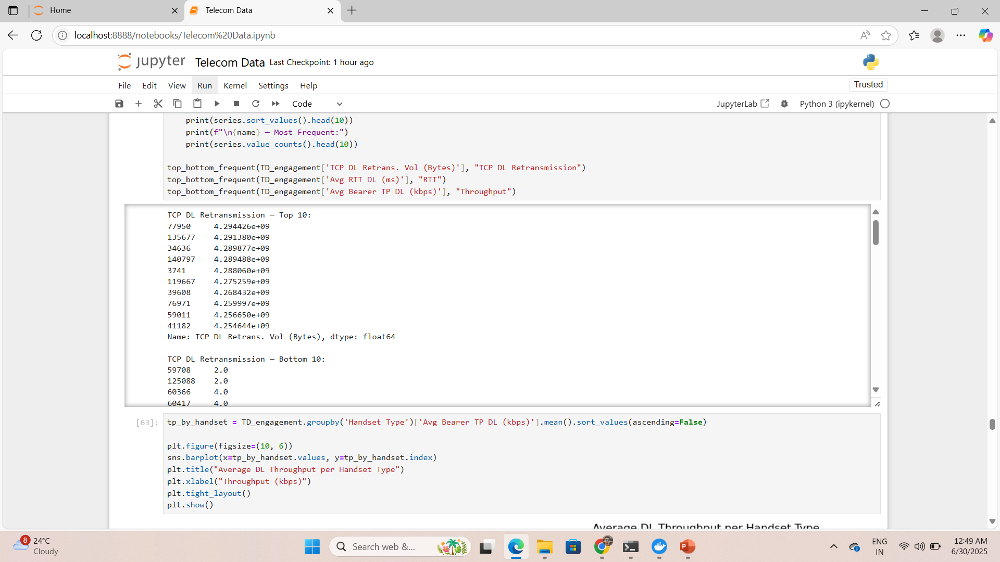 Home
Telecom Data
localhost:8888/notebooks/Telecom%20Data.ipynb
jupyter Telecom Data Last Checkpoint: 1 hour ago
File Edit View Run Kernel Settings Help
Trusted
Code
JupyterLab
Python 3 (ipykernel)
print(series.sort_values().head(10))
print(f"\n{name} – Most Frequent:")
print(series.value_counts().head(10))
top_bottom_frequent(TD_engagement['TCP DL Retrans. Vol (Bytes)'], "TCP DL Retransmission")
top_bottom_frequent(TD_engagement['Avg RTT DL (ms)'], "RTT")
top_bottom_frequent(TD_engagement['Avg Bearer TP DL (kbps)'], "Throughput")
TCP DL Retransmission – Top 10:
77950 4.294426e+09
135677 4.291380e+09
34636 4.289877e+09
140797 4.289488e+09
3741 4.288060e+09
119667 4.275259e+09
39608 4.268432e+09
76971 4.259997e+09
59011 4.256650e+09
41182 4.254644e+09
Name: TCP DL Retrans. Vol (Bytes), dtype: float64
TCP DL Retransmission – Bottom 10:
59708 2.0
125088 2.0
60366 4.0
60417 4.0
[63]: tp_by_handset = TD_engagement.groupby('Handset Type')['Avg Bearer TP DL (kbps)'].mean().sort_values(ascending=False)
plt.figure(figsize=(10, 6))
sns.barplot(x=tp_by_handset.values, y=tp_by_handset.index)
plt.title("Average DL Throughput per Handset Type")
plt.xlabel("Throughput (kbps)")
plt.tight_layout()
plt.show()
Average DL Throughput per Handset Type
8
24°C
Cloudy
Search web &...
ENG
IN
12:49 AM
6/30/2025